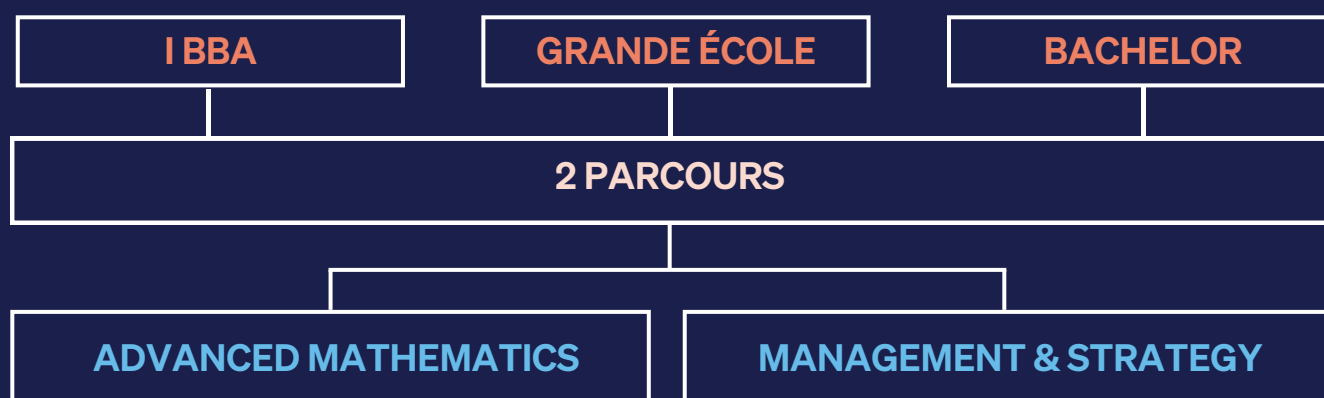 I BBA
GRANDE ÉCOLE
BACHELOR
2 PARCOURS
ADVANCED MATHEMATICS
MANAGEMENT & STRATEGY